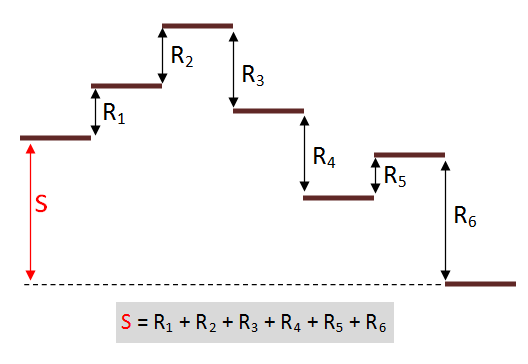 R₂
R₃
R₁
R₄
R₅
S
R₆
S = R₁ + R₂ + R₃ + R₄ + R₅ + R₆